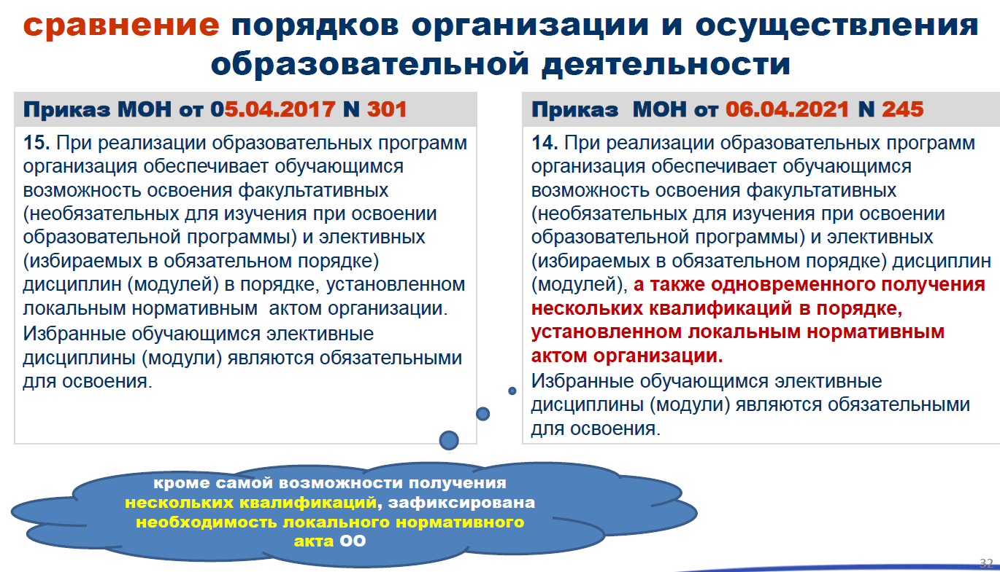 сравнение порядков организации и осуществления
образовательной деятельности
Приказ МОН от 05.04.2017 N 301
15. При реализации образовательных программ
организация обеспечивает обучающимся
возможность освоения факультативных
(необязательных для изучения при освоении
образовательной программы) и элективных
(избираемых в обязательном порядке)
дисциплин (модулей) в порядке, установленном
локальным нормативным актом организации.
Избранные обучающимся элективные
дисциплины (модули) являются обязательными
для освоения.
Приказ МОН от 06.04.2021 N 245
14. При реализации образовательных программ
организация обеспечивает обучающимся
возможность освоения факультативных
(необязательных для изучения при освоении
образовательной программы) и элективных
(избираемых в обязательном порядке) дисциплин
(модулей), а также одновременного получения
нескольких квалификаций в порядке,
установленном локальным нормативным
актом организации.
Избранные обучающимся элективные
дисциплины (модули) являются обязательными
для освоения.
кроме самой возможности получения
нескольких квалификаций, зафиксирована
необходимость локального нормативного
акта ОО
32